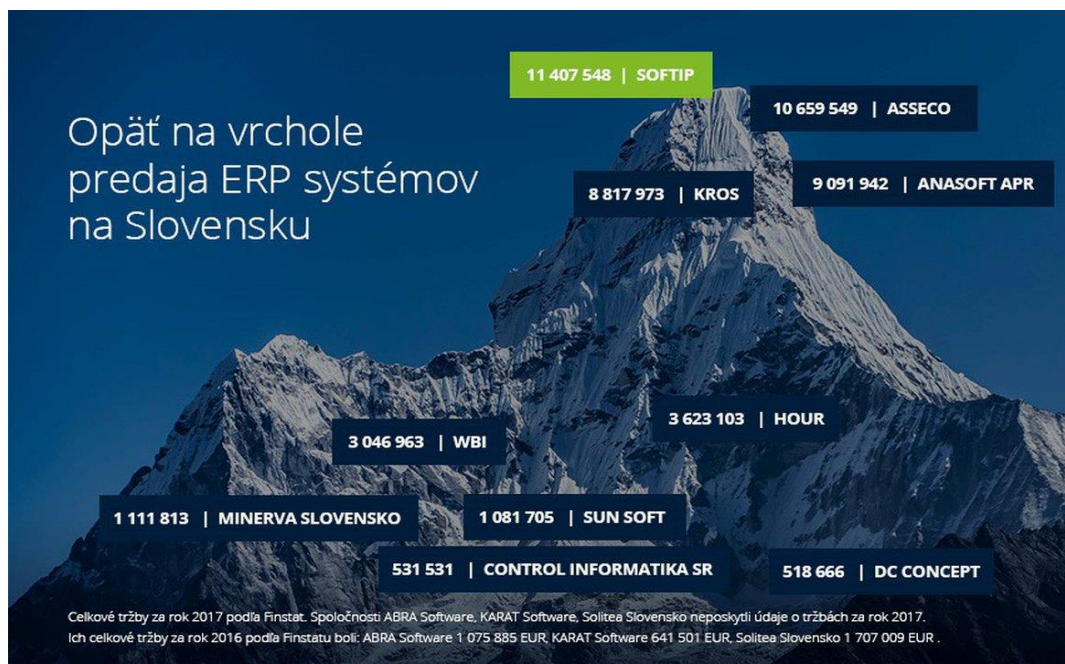 11 407 548 | SOFTIP
10 659 549 | ASSECO
Opäť na vrchole
predaja ERP systémov
na Slovensku
8 817 973 | KROS
9 091 942 | ANASOFT APR
3 623 103 | HOUR
3 046 963 | WBI
1 111 813 | MINERVA SLOVENSKO
1 081 705 | SUN SOFT
531 531 | CONTROL INFORMATIKA SR
518 666 | DC CONCEPT
Celkové tržby za rok 2017 podľa Finstat. Spoločnosti ABRA Software, KARAT Software, Solitea Slovensko neposkytli údaje o tržbách za rok 2017.
Ich celkové tržby za rok 2016 podľa Finstatu boli: ABRA Software 1 075 885 EUR, KARAT Software 641 501 EUR, Solitea Slovensko 1 707 009 EUR .